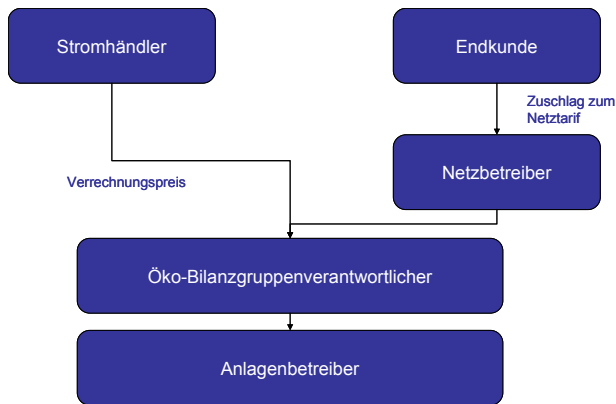 Stromhändler
Endkunde
Zuschlag zum
Netztarif
Verrechnungspreis
Netzbetreiber
Öko-Bilanzgruppenverantwortlicher
Anlagenbetreiber